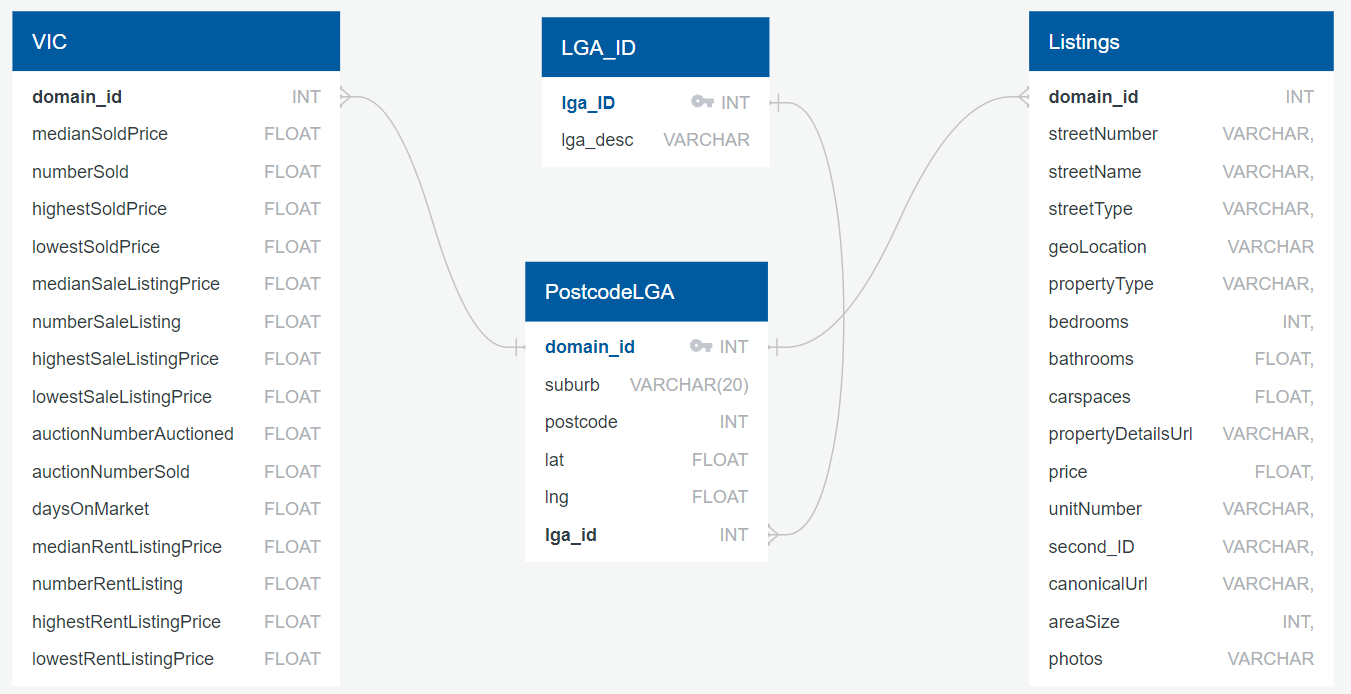 VIC
domain_id INT
medianSoldPrice FLOAT
numberSold FLOAT
highestSoldPrice FLOAT
lowestSoldPrice FLOAT
medianSaleListingPrice FLOAT
numberSaleListing FLOAT
highestSaleListingPrice FLOAT
lowestSaleListingPrice FLOAT
auctionNumberAuctioned FLOAT
auctionNumberSold FLOAT
daysOnMarket FLOAT
medianRentListingPrice FLOAT
numberRentListing FLOAT
highestRentListingPrice FLOAT
lowestRentListingPrice FLOAT
LGA_ID
lga_ID INT
lga_desc VARCHAR
PostcodeLGA
domain_id INT
suburb VARCHAR(20)
postcode INT
lat FLOAT
lng FLOAT
lga_id INT
Listings
domain_id INT
streetNumber VARCHAR,
streetName VARCHAR,
streetType VARCHAR,
geoLocation VARCHAR
propertyType VARCHAR,
bedrooms INT,
bathrooms FLOAT,
carspaces FLOAT,
propertyDetailsUrl VARCHAR,
price FLOAT,
unitNumber VARCHAR,
second_ID VARCHAR,
canonicalUrl VARCHAR,
areaSize INT,
photos VARCHAR